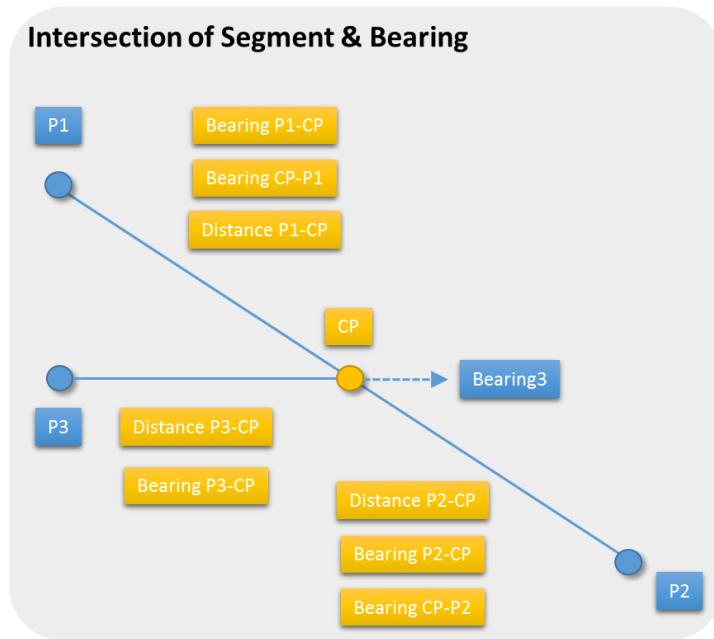 Intersection of Segment & Bearing
P1
Bearing P1-CP
Bearing CP-P1
Distance P1-CP
CP
Bearing3
P3
Distance P3-CP
Bearing P3-CP
Distance P2-CP
Bearing P2-CP
P2
Bearing CP-P2